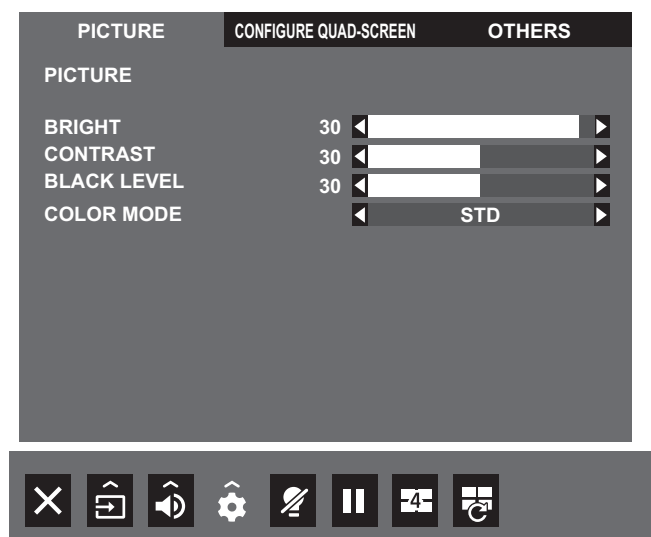 PICTURE CONFIGURE QUAD-SCREEN OTHERS
PICTURE
BRIGHT 30
CONTRAST 30
BLACK LEVEL 30
COLOR MODE STD
-4-